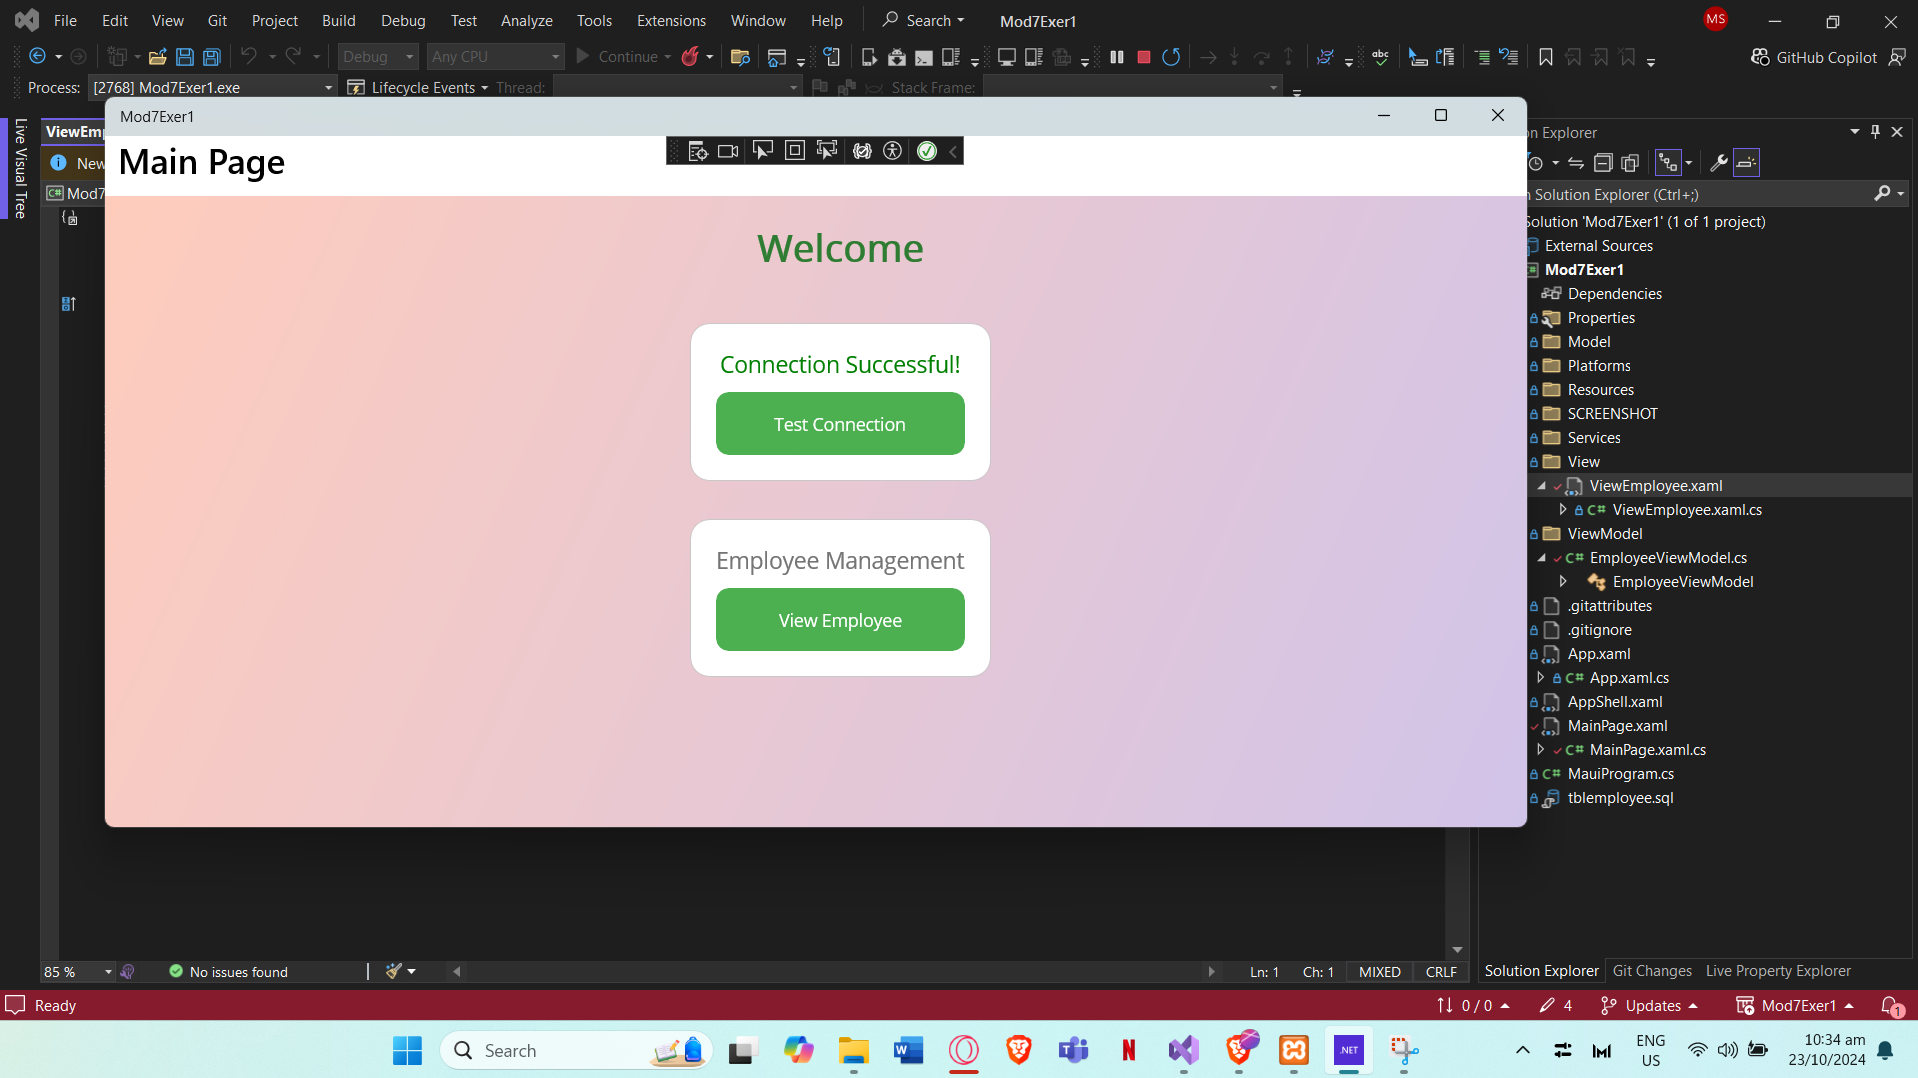 File Edit View Git Project Build Debug Test Analyze Tools Extensions Window Help Search Mod7Exer1 MS
Debug Any CPU Continue GitHub Copilot
Process: [2768] Mod7Exer1.exe Lifecycle Events Thread: Stack Frame:
Live Visual Tree
ViewEmp
New
C# Mod7
Mod7Exer1
Main Page
Welcome
Connection Successful!
Test Connection
Employee Management
View Employee
on Explorer
Solution Explorer (Ctrl+;)
Solution 'Mod7Exer1' (1 of 1 project)
External Sources
Mod7Exer1
Dependencies
Properties
Model
Platforms
Resources
SCREENSHOT
Services
View
ViewEmployee.xaml
C# ViewEmployee.xaml.cs
ViewModel
C# EmployeeViewModel.cs
EmployeeViewModel
.gitattributes
.gitignore
App.xaml
C# App.xaml.cs
AppShell.xaml
MainPage.xaml
C# MainPage.xaml.cs
C# MauiProgram.cs
tblemployee.sql
85 % No issues found Ln: 1 Ch: 1 MIXED CRLF
Solution Explorer Git Changes Live Property Explorer
Ready 0 / 0 4 Updates Mod7Exer1 1
Search .NET ENG 10:34 am
US 23/10/2024